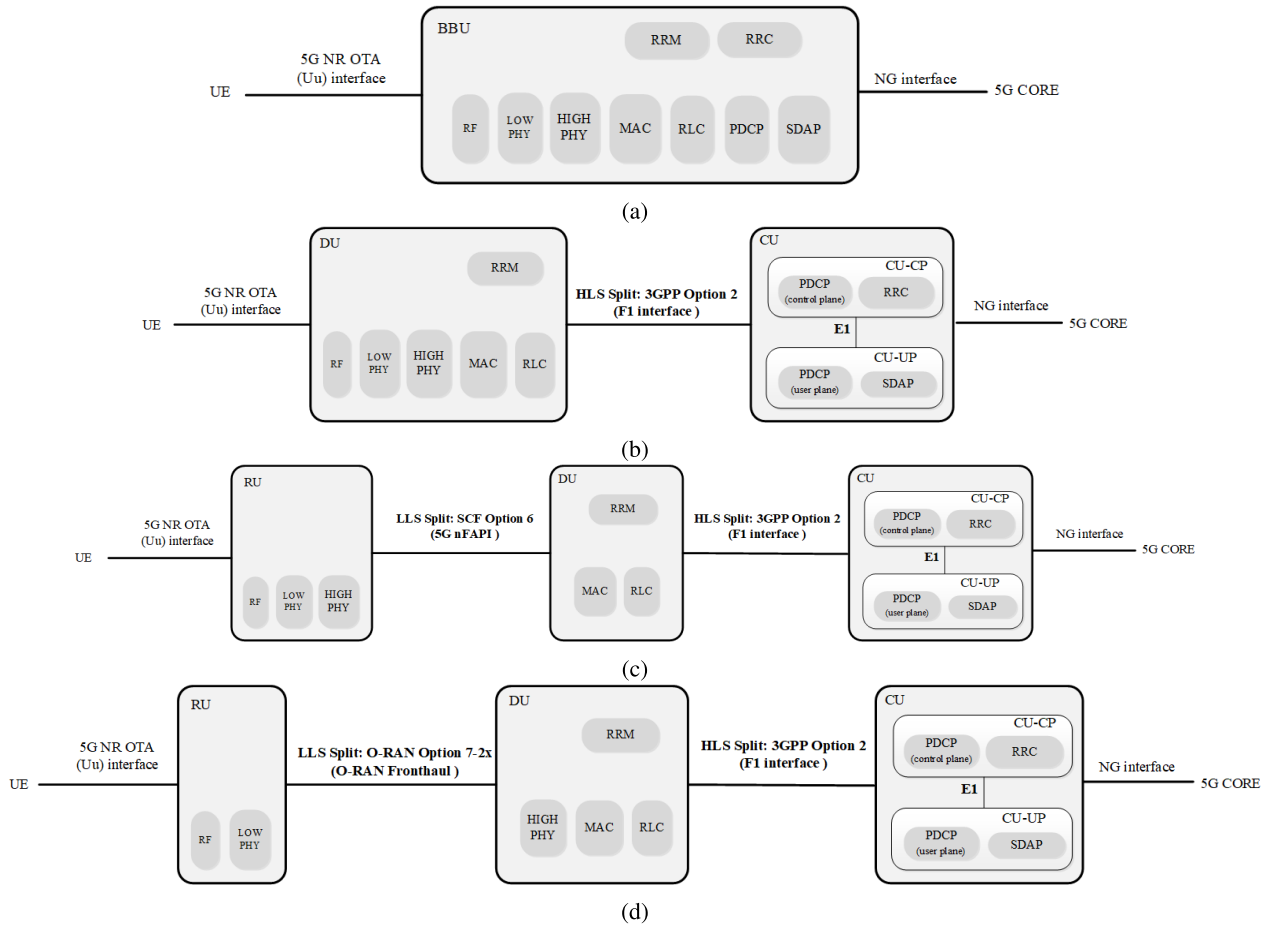 BBU
RRM
RRC
5G NR OTA
(Uu) interface
UE
NG interface
5G CORE
RF
LOW
PHY
HIGH
PHY
MAC
RLC
PDCP
SDAP
(a)
DU
RRM
5G NR OTA
(Uu) interface
UE
HLS Split: 3GPP Option 2
(F1 interface )
RF
LOW
PHY
HIGH
PHY
MAC
RLC
CU
CU-CP
PDCP
(control plane)
RRC
E1
CU-UP
PDCP
(user plane)
SDAP
NG interface
5G CORE
(b)
RU
5G NR OTA
(Uu) interface
UE
RF
LOW
PHY
HIGH
PHY
LLS Split: SCF Option 6
(5G nFAPI )
DU
RRM
MAC
RLC
HLS Split: 3GPP Option 2
(F1 interface )
CU
CU-CP
PDCP
(control plane)
RRC
E1
CU-UP
PDCP
(user plane)
SDAP
NG interface
5G CORE
(c)
RU
5G NR OTA
(Uu) interface
UE
RF
LOW
PHY
LLS Split: O-RAN Option 7-2x
(O-RAN Fronthaul )
DU
RRM
HIGH
PHY
MAC
RLC
HLS Split: 3GPP Option 2
(F1 interface )
CU
CU-CP
PDCP
(control plane)
RRC
E1
CU-UP
PDCP
(user plane)
SDAP
NG interface
5G CORE
(d)